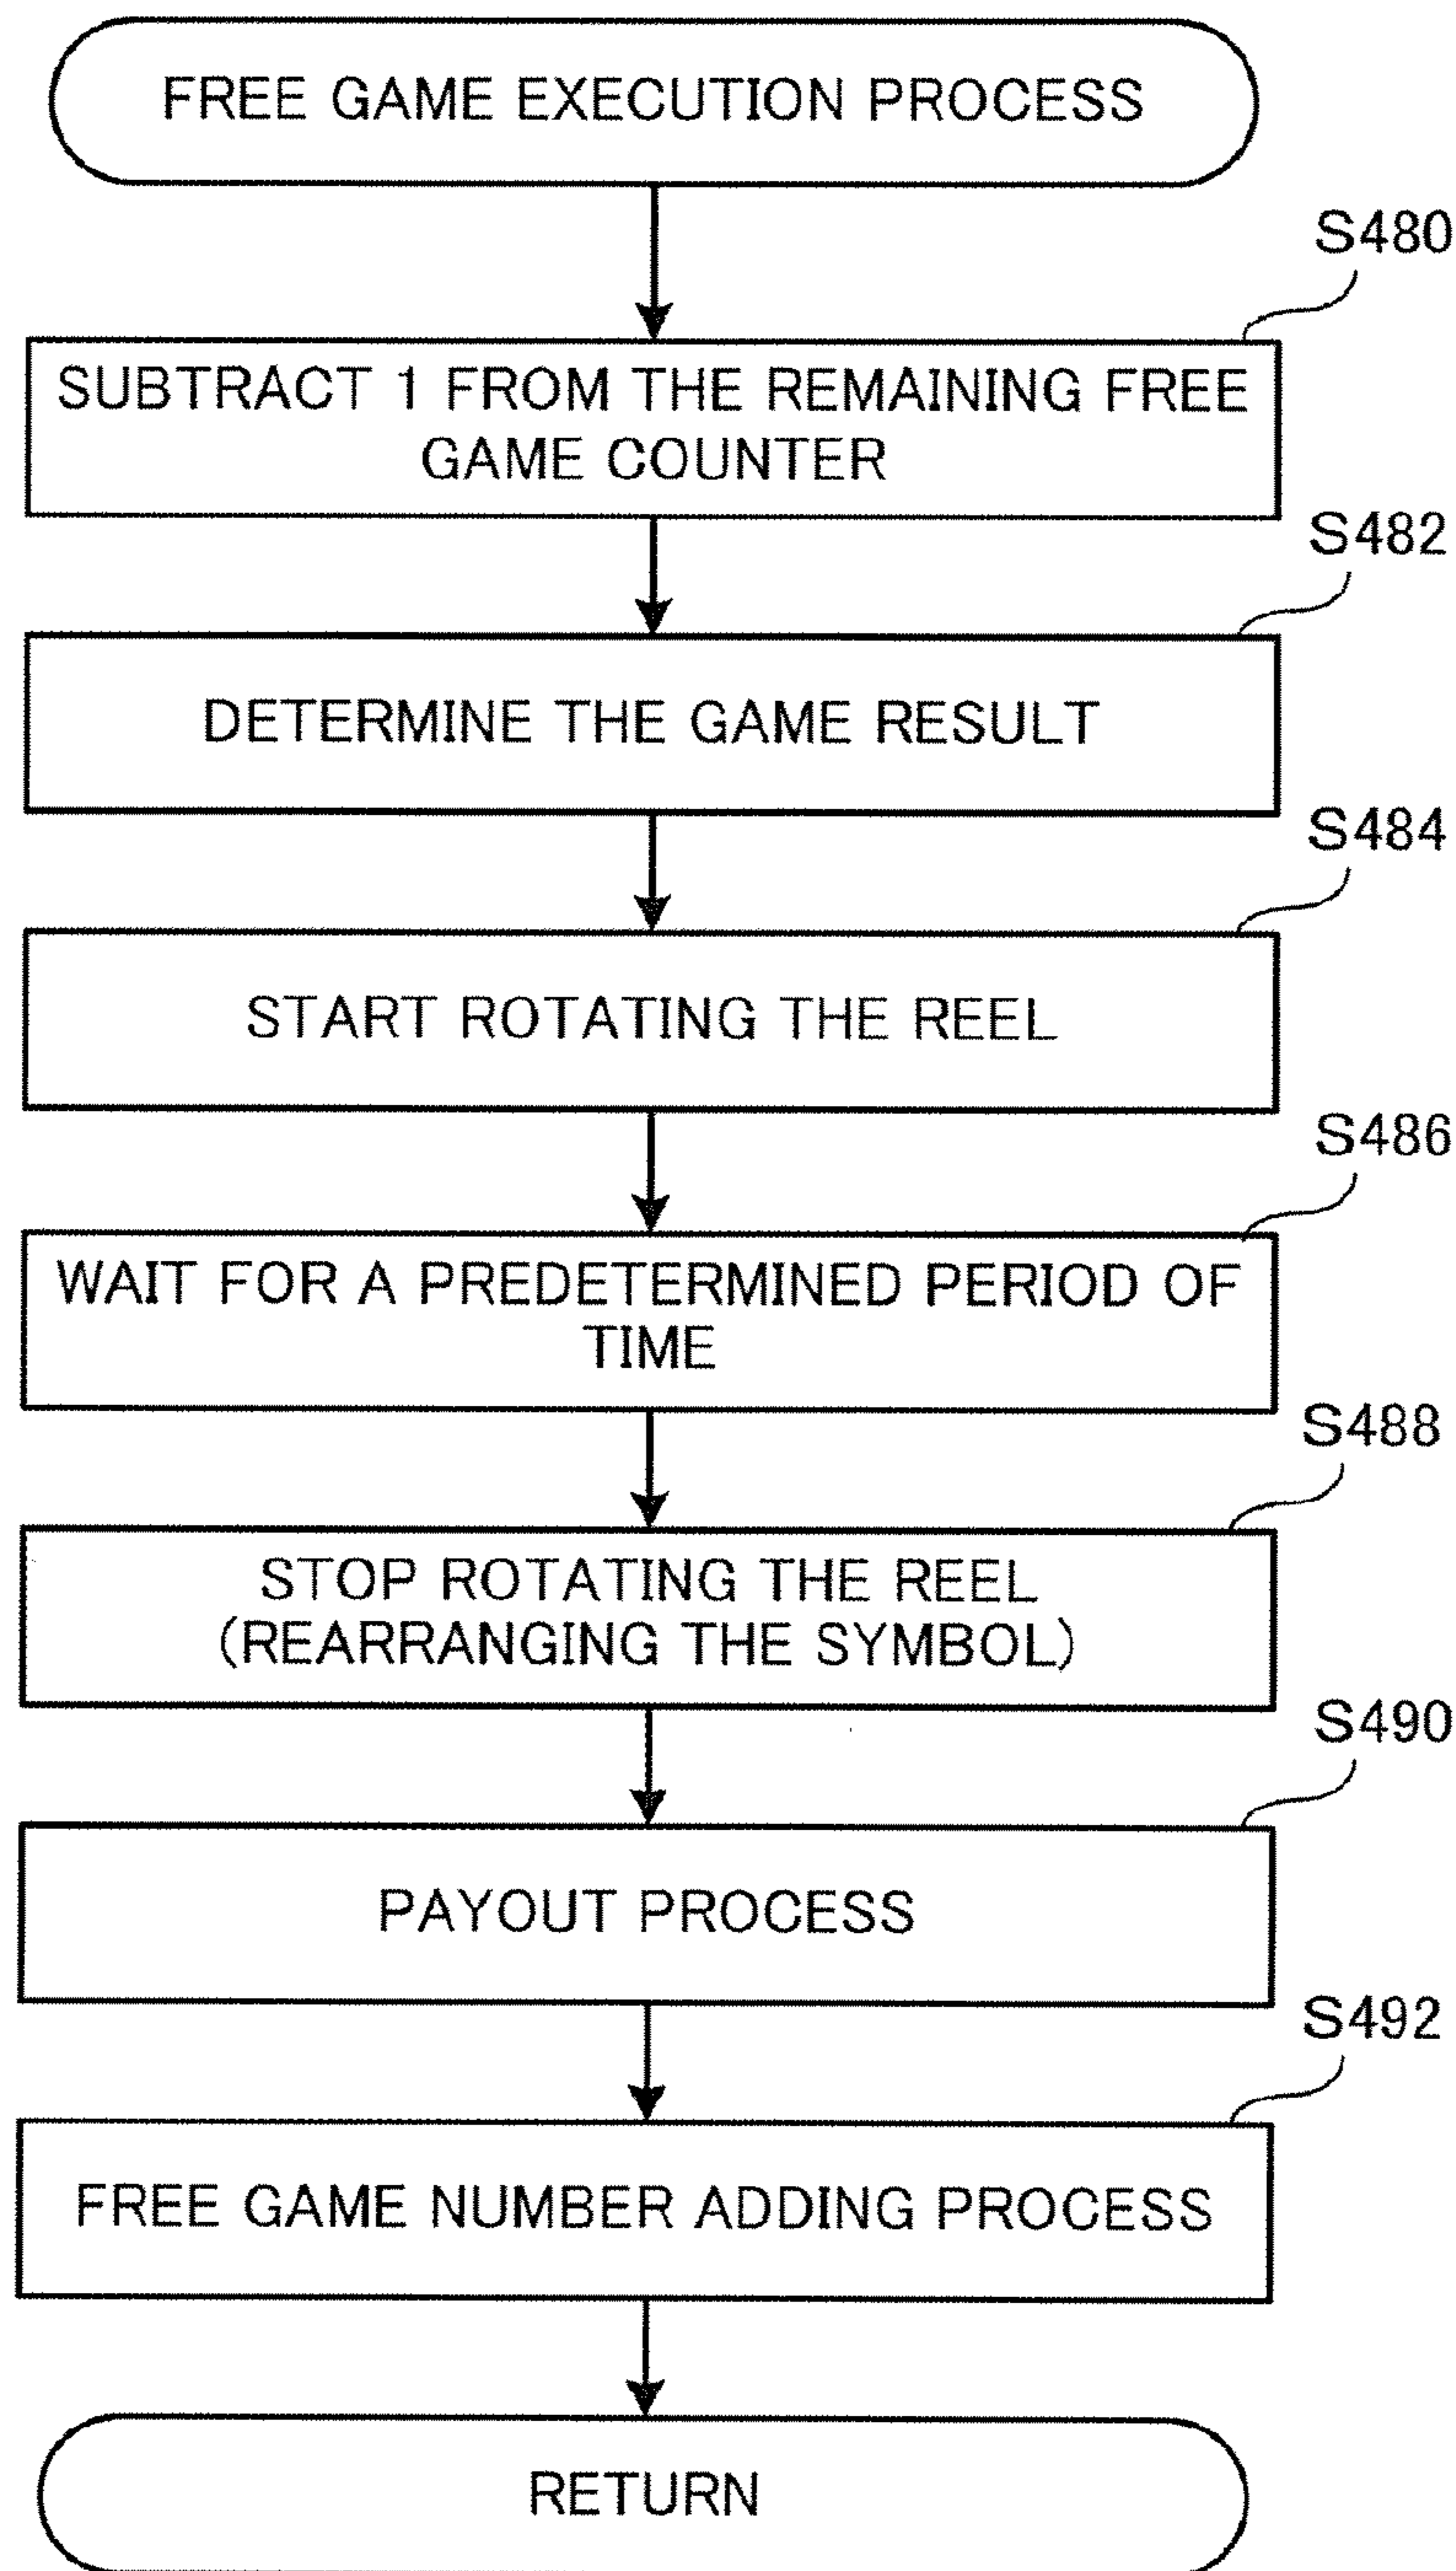 FREE GAME EXECUTION PROCESS
S480
SUBTRACT 1 FROM THE REMAINING FREE
GAME COUNTER
S482
DETERMINE THE GAME RESULT
S484
START ROTATING THE REEL
S486
WAIT FOR A PREDETERMINED PERIOD OF
TIME
S488
STOP ROTATING THE REEL
(REARRANGING THE SYMBOL)
S490
PAYOUT PROCESS
S492
FREE GAME NUMBER ADDING PROCESS
RETURN